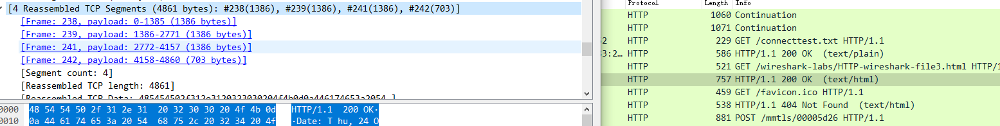 [4 Reassembled TCP Segments (4861 bytes): #238(1386), #239(1386), #241(1386), #242(703)]
[Frame: 238, payload: 0-1385 (1386 bytes)]
[Frame: 239, payload: 1386-2771 (1386 bytes)]
[Frame: 241, payload: 2772-4157 (1386 bytes)]
[Frame: 242, payload: 4158-4860 (703 bytes)]
[Segment count: 4]
[Reassembled TCP length: 4861]
[Reassembled TCP Data:
0000 48 54 54 50 2f 31 2e 31 20 32 30 30 20 4f 4b 0d HTTP/1.1 200 OK·
0010 0a 44 61 74 65 3a 20 54 68 75 2c 20 32 34 20 4f ·Date: T hu, 24 O
Protocol Length Info
HTTP 1060 Continuation
HTTP 1071 Continuation
HTTP 229 GET /connecttest.txt HTTP/1.1
3:2… HTTP 586 HTTP/1.1 200 OK (text/plain)
HTTP 521 GET /wireshark-labs/HTTP-wireshark-file3.html HTTP/1
HTTP 757 HTTP/1.1 200 OK (text/html)
HTTP 459 GET /favicon.ico HTTP/1.1
HTTP 538 HTTP/1.1 404 Not Found (text/html)
HTTP 881 POST /mmtls/00005d26 HTTP/1.1